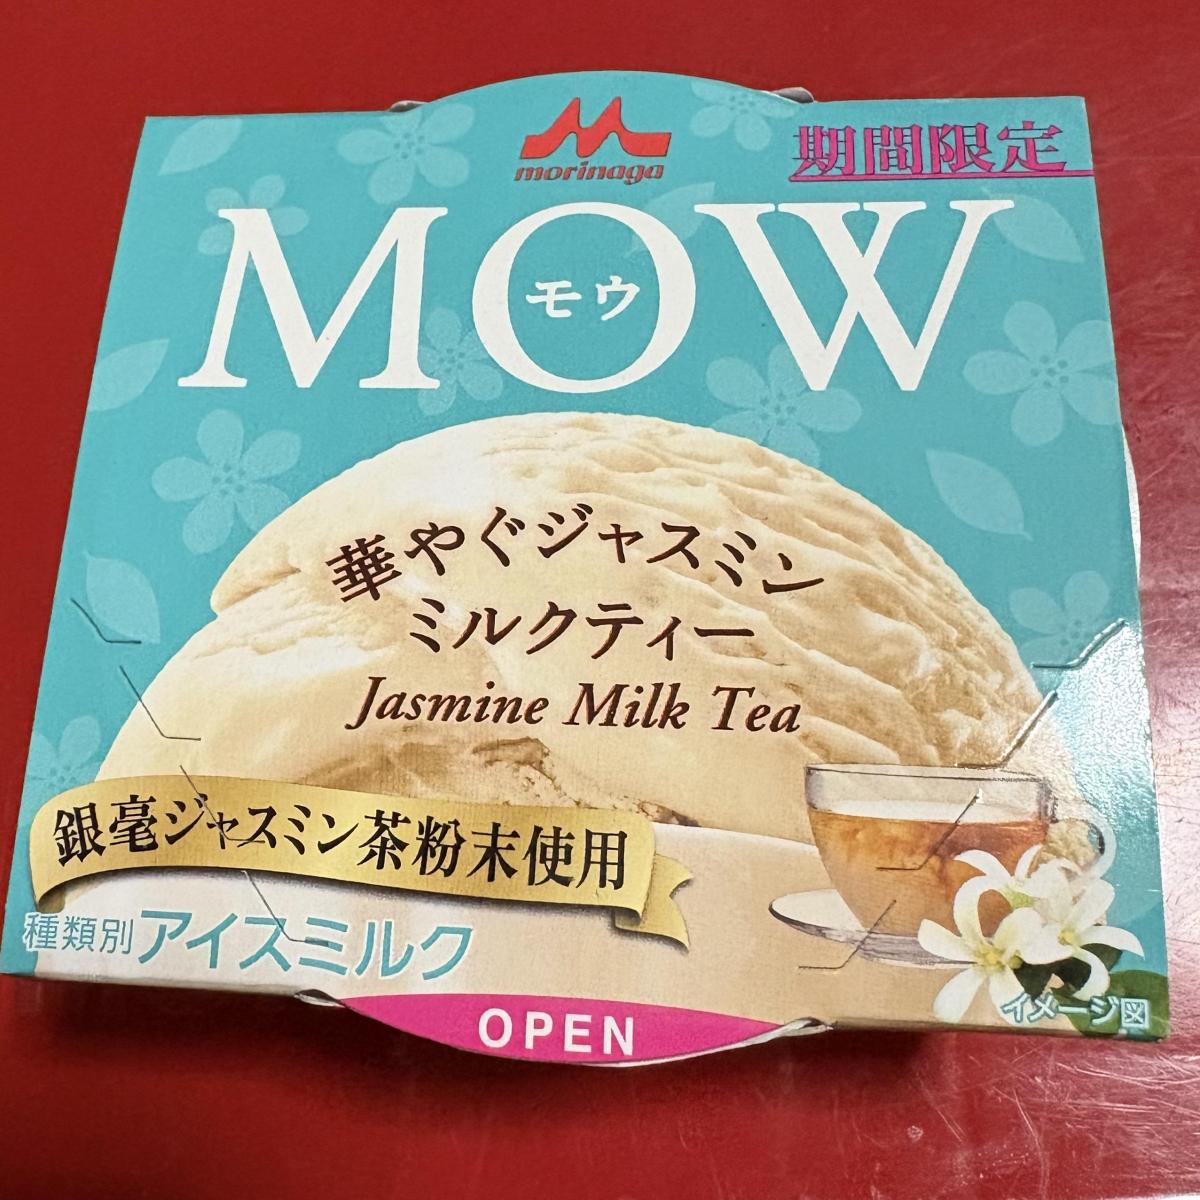 morinaga
期間限定
MOW
モウ
華やぐジャスミン
ミルクティー
Jasmine Milk Tea
銀毫ジャスミン茶粉末使用
種類別アイスミルク
イメージ図
OPEN